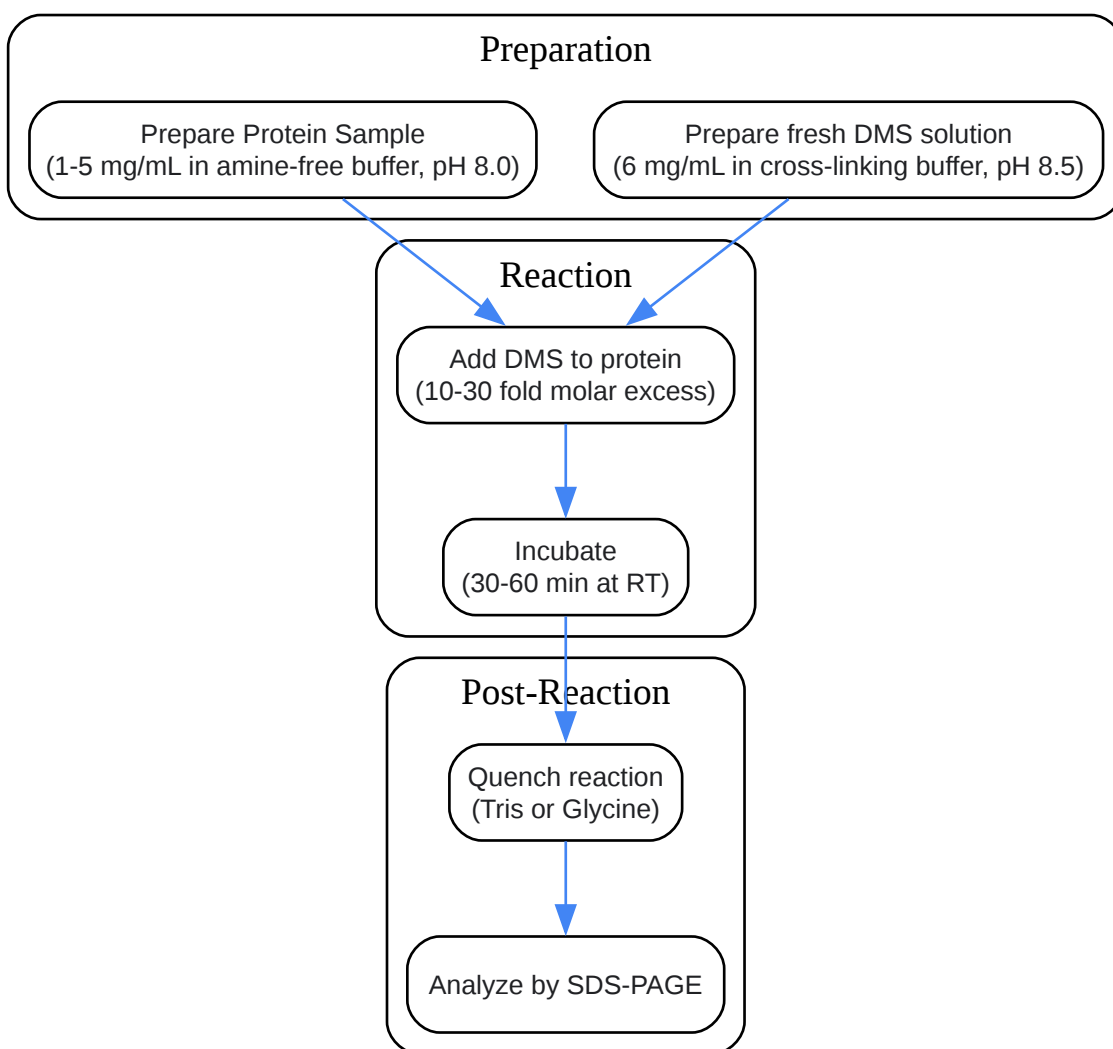 Preparation
Prepare Protein Sample
(1-5 mg/mL in amine-free buffer, pH 8.0)
Prepare fresh DMS solution
(6 mg/mL in cross-linking buffer, pH 8.5)
Reaction
Add DMS to protein
(10-30 fold molar excess)
Incubate
(30-60 min at RT)
Post-Reaction
Quench reaction
(Tris or Glycine)
Analyze by SDS-PAGE